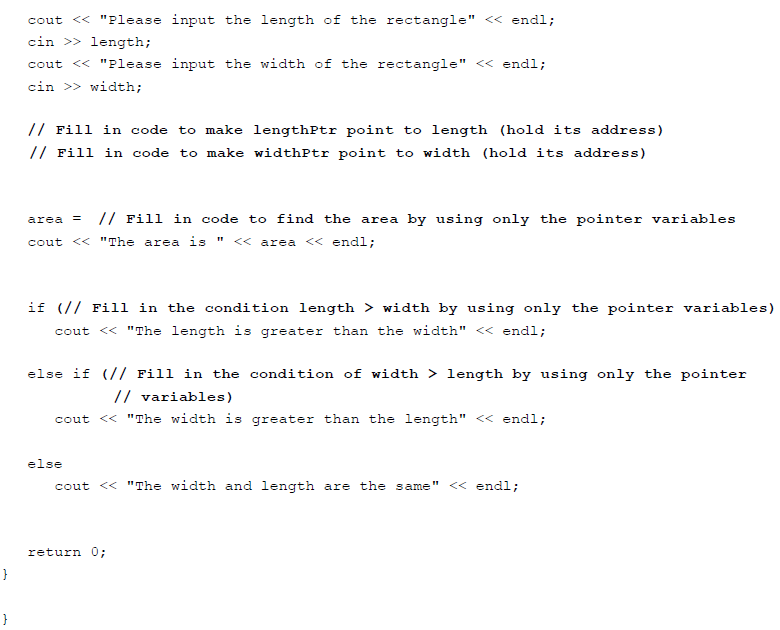 cout << "Please input the length of the rectangle" << endl;
cin >> length;
cout << "Please input the width of the rectangle" << endl;
cin >> width;
// Fill in code to make lengthPtr point to length (hold its address)
// Fill in code to make widthPtr point to width (hold its address)
area = // Fill in code to find the area by using only the pointer variables
cout << "The area is " << area << endl;
if (// Fill in the condition length > width by using only the pointer variables)
cout << "The length is greater than the width" << endl;
else if (// Fill in the condition of width > length by using only the pointer
// variables)
cout << "The width is greater than the length" << endl;
else
cout << "The width and length are the same" << endl;
return 0;
}
}